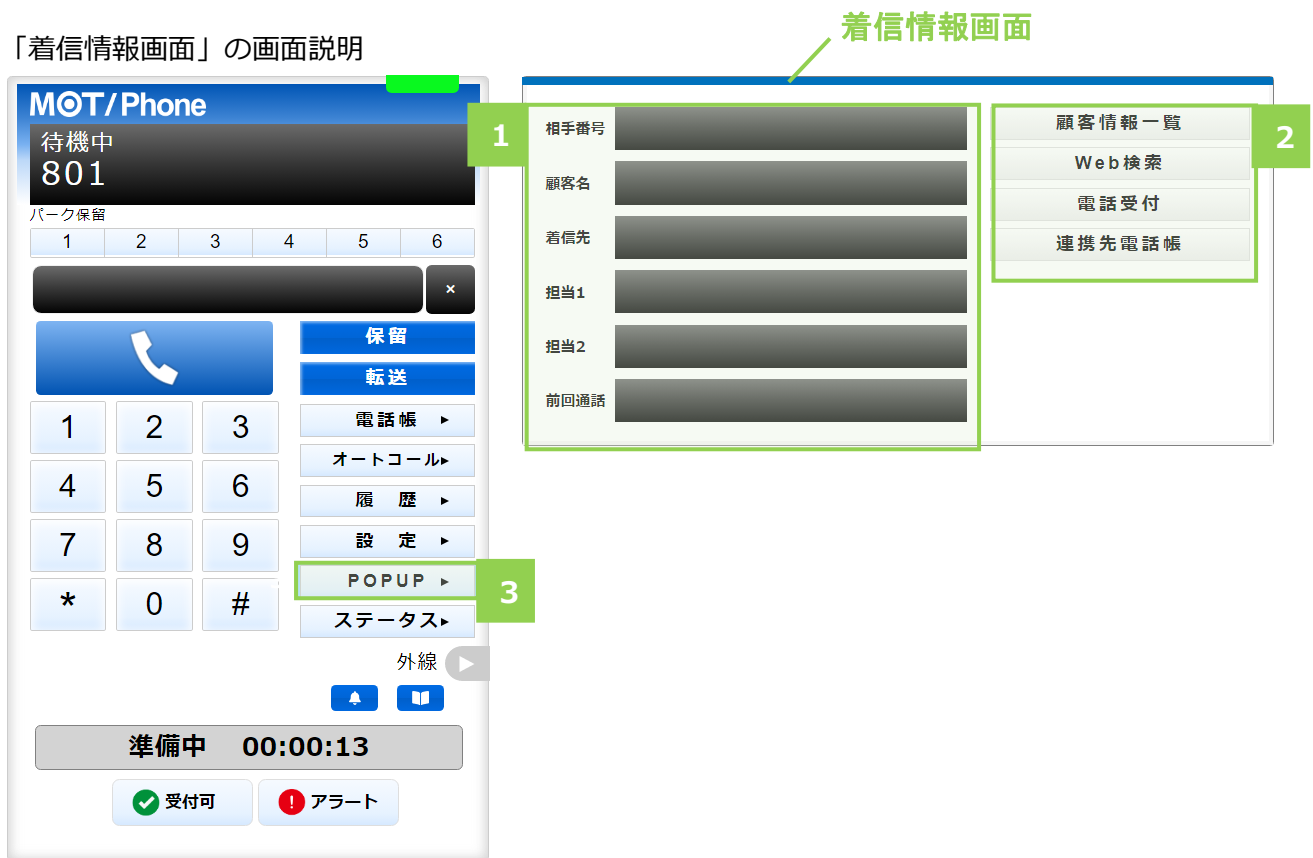 着信情報画面
「着信情報画面」の画面説明
MOT/Phone
待機中
801
パーク保留
1 2 3 4 5 6
×
保留
転送
電話帳 ►
オートコール►
履 歴 ►
設 定 ►
POPUP ►
ステータス►
1 2 3
4 5 6
7 8 9
* 0 #
外線
準備中 00:00:13
受付可
! アラート
1
相手番号
顧客名
着信先
担当1
担当2
前回通話
2
顧客情報一覧
Web検索
電話受付
連携先電話帳
3